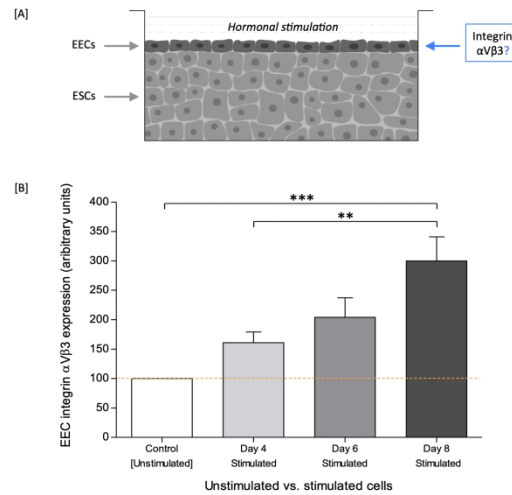 [A]
Hormonal stimulation
EECs
Integrin
αVβ3?
ESCs
[B]
EEC integrin αVβ3 expression (aribitrary units)
400
350
300
250
200
150
100
50
0
***
**
Control
[Unstimulated]
Day 4
Stimulated
Day 6
Stimulated
Day 8
Stimulated
Unstimulated vs. stimulated cells